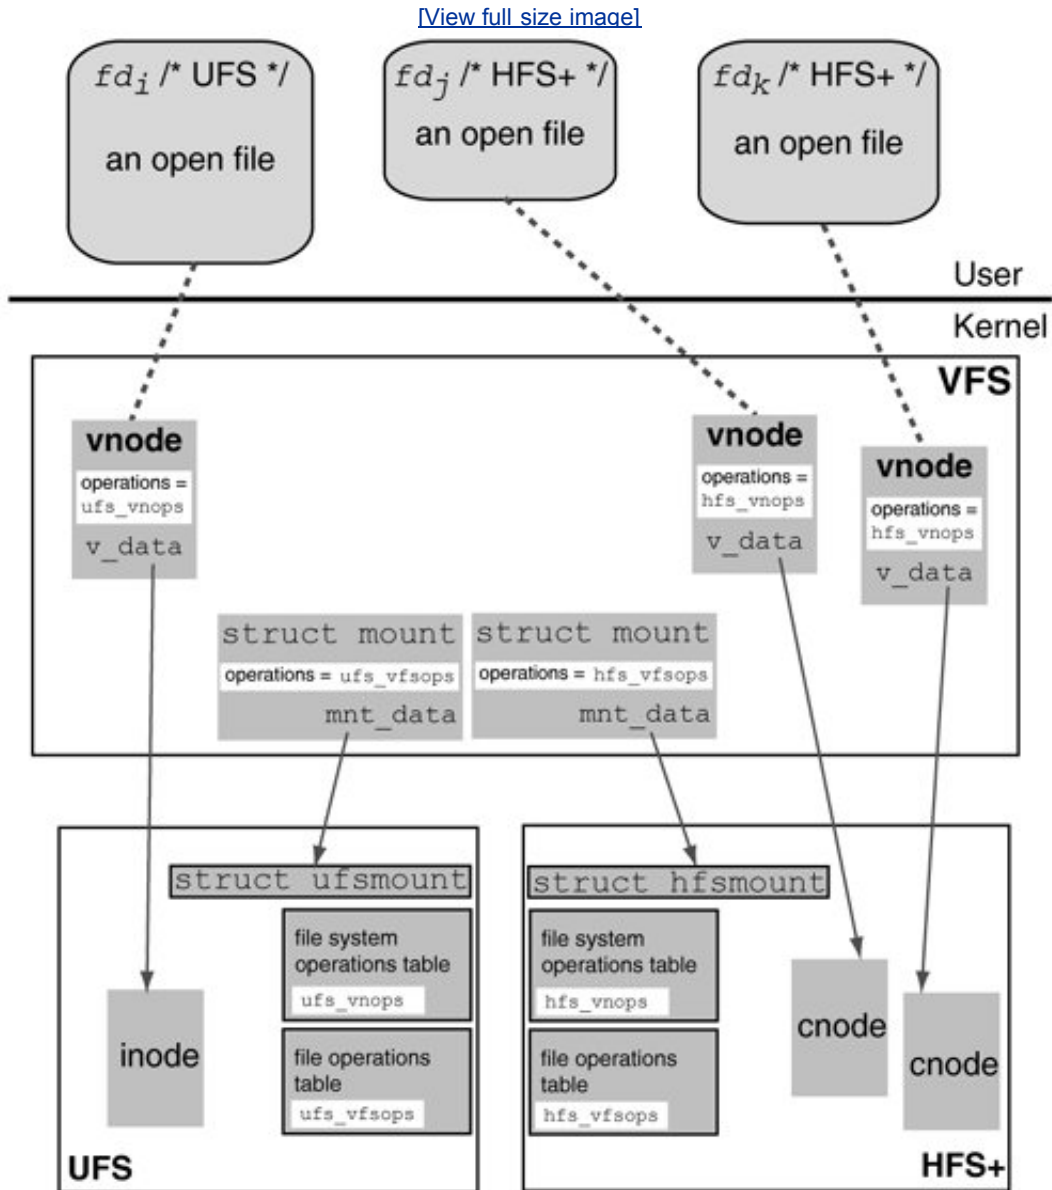 [View full size image]
fdi /* UFS */
an open file
fdj /* HFS+ */
an open file
fdk /* HFS+ */
an open file
User
Kernel
VFS
vnode
operations =
ufs_vnops
v_data
vnode
operations =
hfs_vnops
v_data
vnode
operations =
hfs_vnops
v_data
struct mount
operations = ufs_vfsops
mnt_data
struct mount
operations = hfs_vfsops
mnt_data
struct ufsmount
file system
operations table
ufs_vnops
file operations
table
ufs_vfsops
inode
UFS
struct hfsmount
file system
operations table
hfs_vnops
file operations
table
hfs_vfsops
cnode
cnode
HFS+